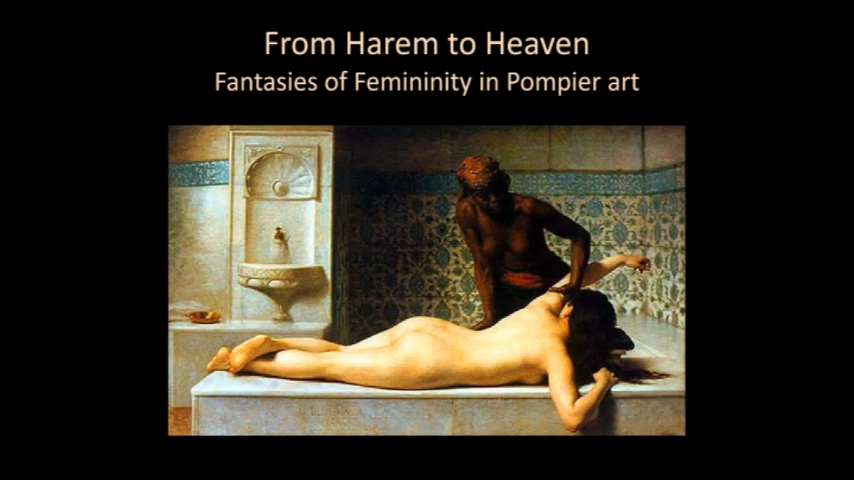 From Harem to Heaven
Fantasies of Femininity in Pompier art